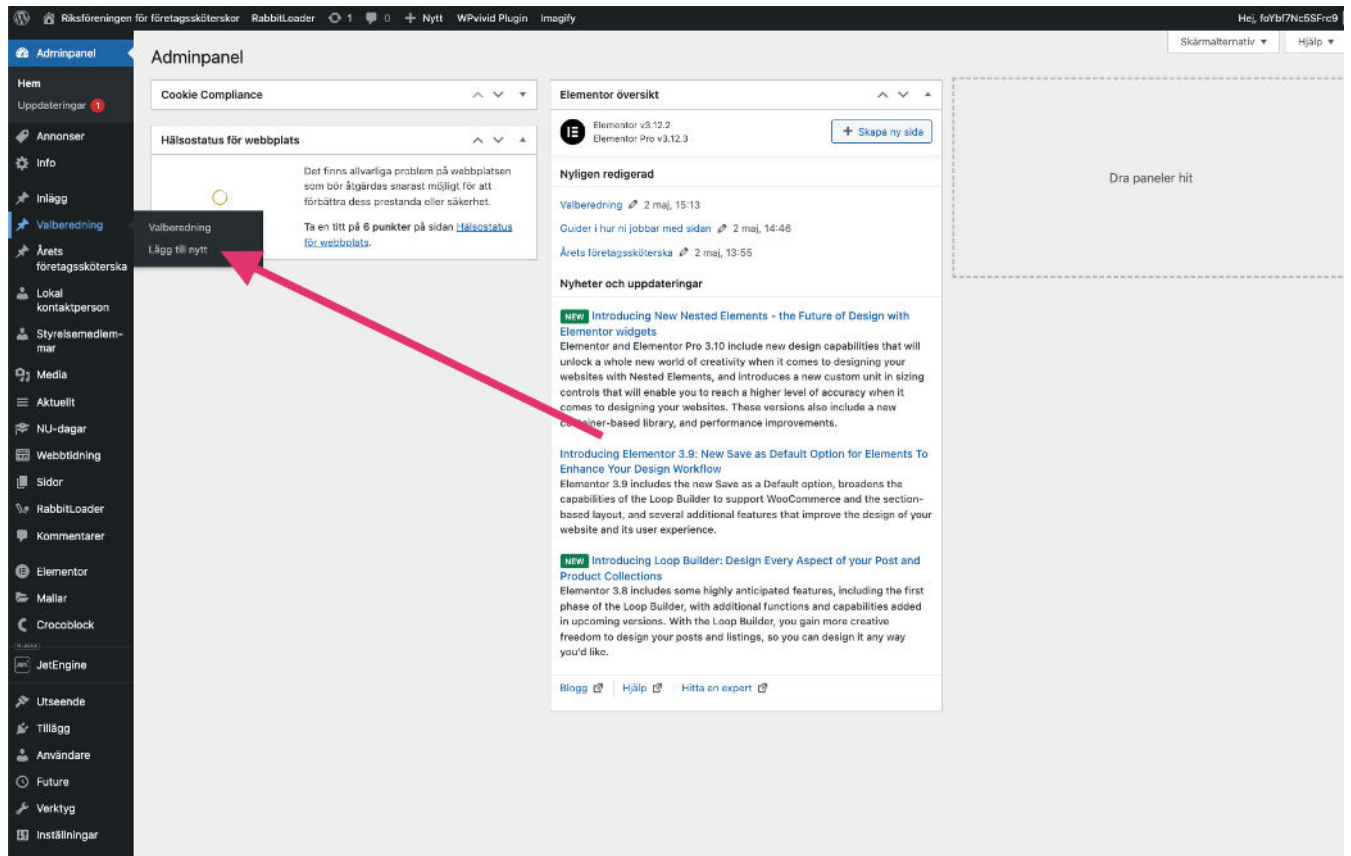 Riksföreningen för företagssköterskor RabbitLoader 1 0 + Nytt WPvivid Plugin Imagify
Hej, foYbf7Nc6SFrc9
Skärmalternativ Hjälp
Adminpanel
Hem
Uppdateringar 1
Annonser
Info
Inlägg
Valberedning
Årets
företagssköterska
Lokal
kontaktperson
Styrelsemedlem-
mar
Media
Aktuellt
NU-dagar
Webbtidning
Sidor
RabbitLoader
Kommentarer
Elementor
Mallar
Crocoblock
JetEngine
Utseende
Tillägg
Användare
Future
Verktyg
Inställningar
Valberedning
Lägg till nytt
Adminpanel
Cookie Compliance
Hälsostatus för webbplats
Det finns allvarliga problem på webbplatsen
som bör åtgärdas snarast möjligt för att
förbättra dess prestanda eller säkerhet.
Ta en titt på 6 punkter på sidan Hälsostatus
för webbplats.
Elementor översikt
Elementor v3.12.2
Elementor Pro v3.12.3
+ Skapa ny sida
Nyligen redigerad
Valberedning 2 maj, 15:13
Guider i hur ni jobbar med sidan 2 maj, 14:46
Årets företagssköterska 2 maj, 13:55
Nyheter och uppdateringar
NEW Introducing New Nested Elements - the Future of Design with
Elementor widgets
Elementor and Elementor Pro 3.10 include new design capabilities that will
unlock a whole new world of creativity when it comes to designing your
websites with Nested Elements, and introduces a new custom unit in sizing
controls that will enable you to reach a higher level of accuracy when it
comes to designing your websites. These versions also include a new
container-based library, and performance improvements.
Introducing Elementor 3.9: New Save as Default Option for Elements To
Enhance Your Design Workflow
Elementor 3.9 includes the new Save as a Default option, broadens the
capabilities of the Loop Builder to support WooCommerce and the section-
based layout, and several additional features that improve the design of your
website and its user experience.
NEW Introducing Loop Builder: Design Every Aspect of your Post and
Product Collections
Elementor 3.8 includes some highly anticipated features, including the first
phase of the Loop Builder, with additional functions and capabilities added
in upcoming versions. With the Loop Builder, you gain more creative
freedom to design your posts and listings, so you can design it any way
you'd like.
Blogg Hjälp Hitta en expert
Dra paneler hit